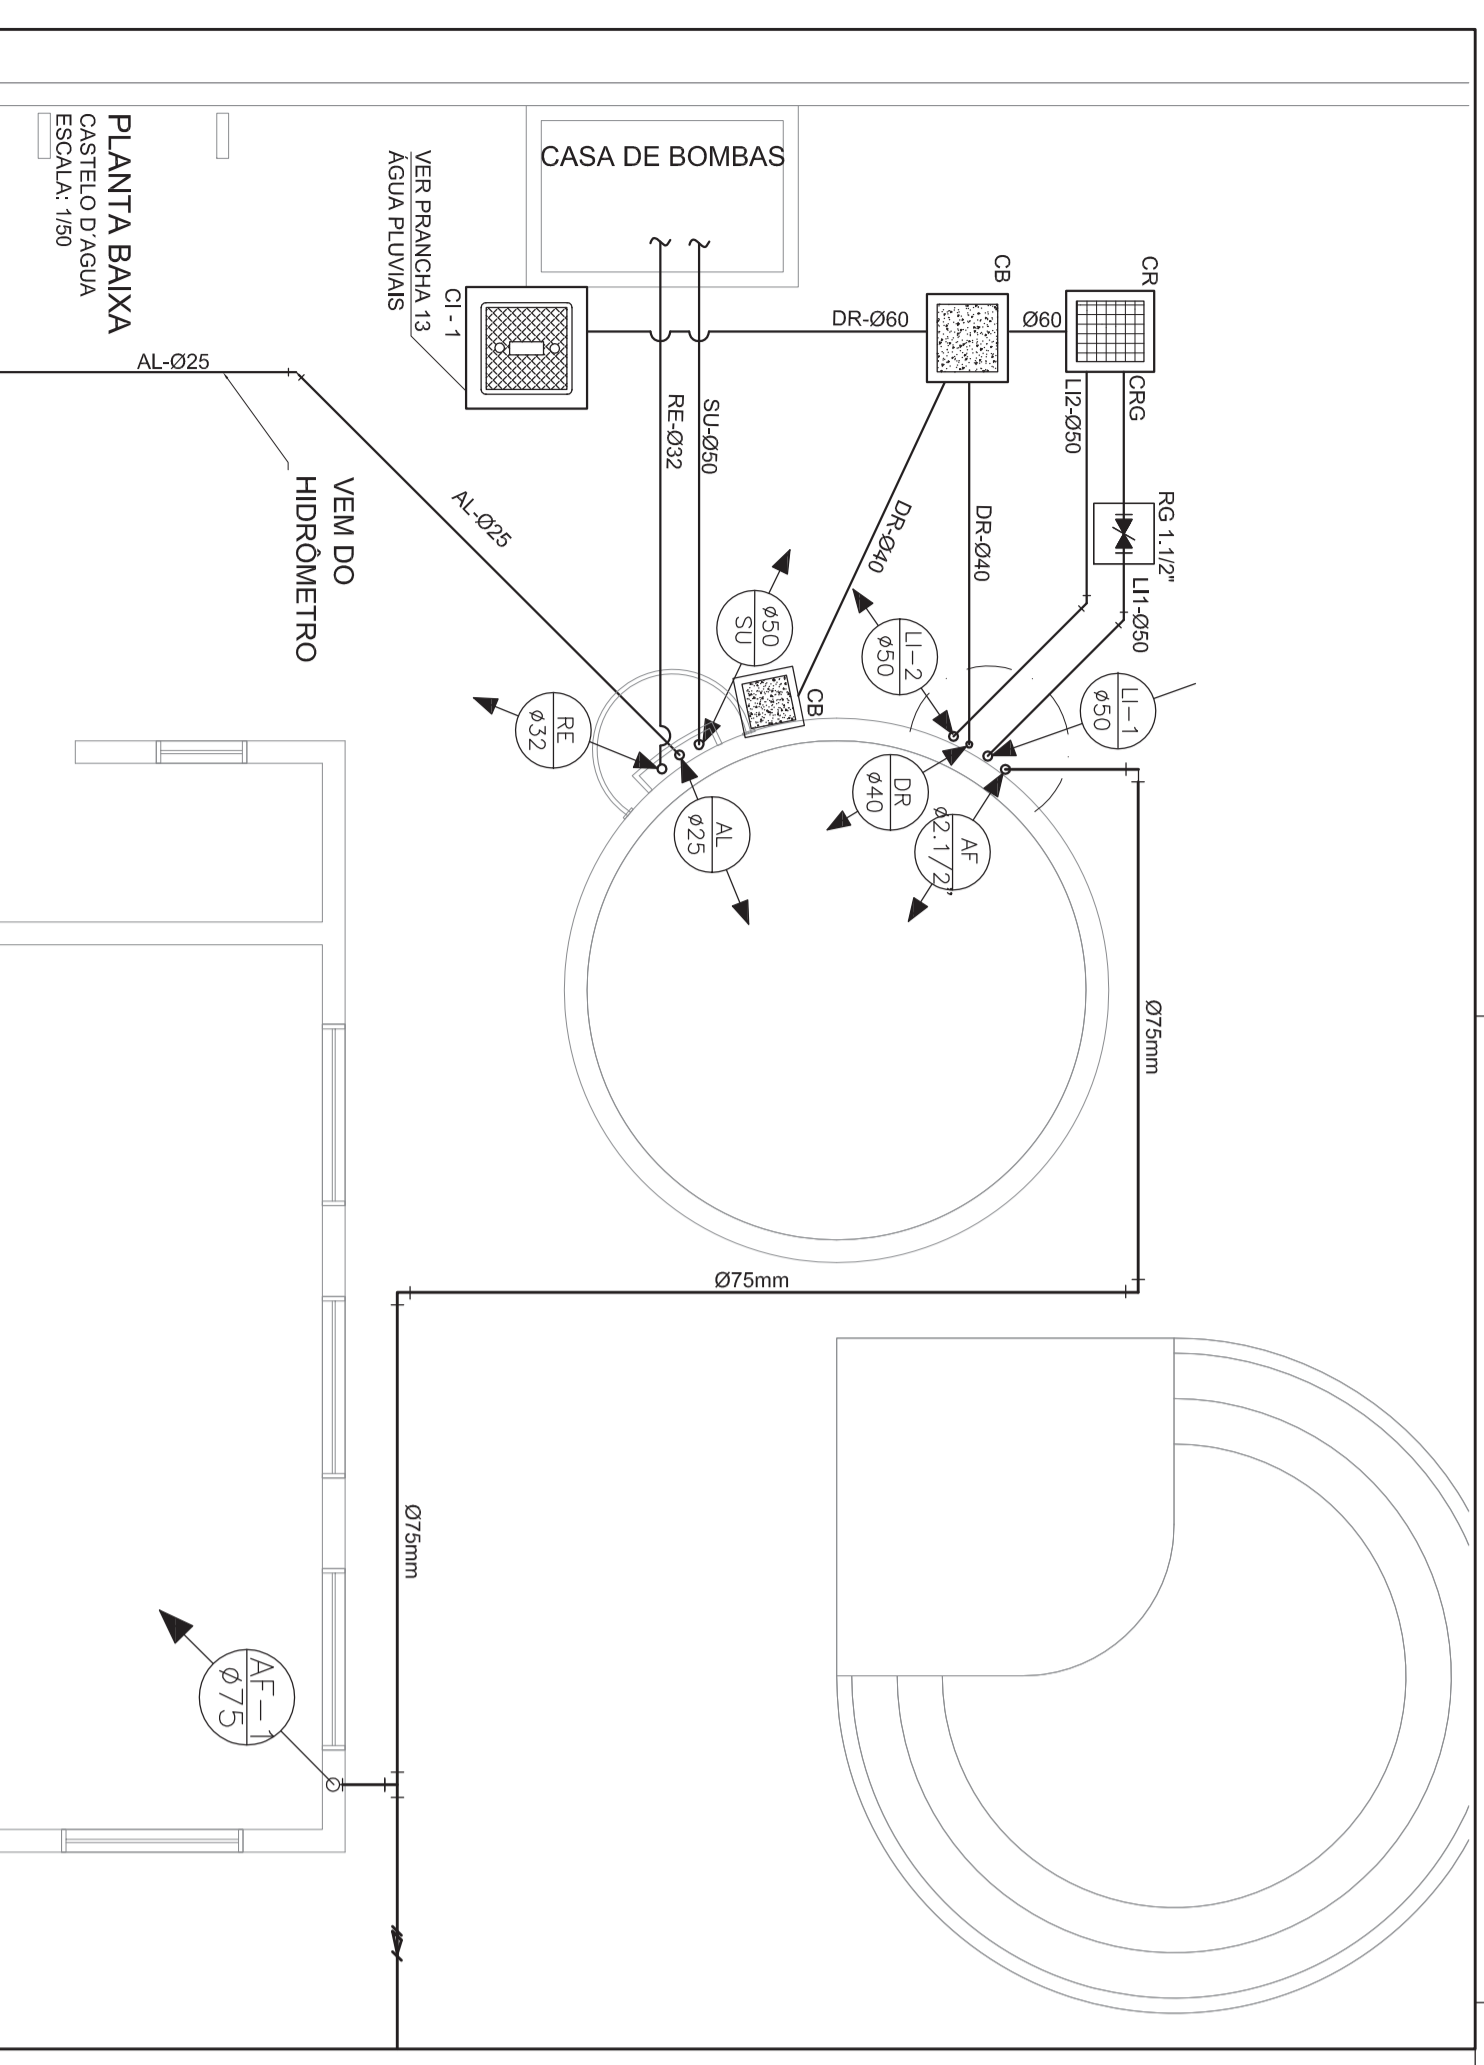 PLANTA BAIXA
CASTELO D´AGUA
ESCALA: 1/50
CASA DE BOMBAS
VER PRANCHA 13
ÁGUA PLUVIAIS
CI - 1
CB
CR
DR-Ø60
Ø60
CRG
LI2-Ø50
RG 1.1/2"
LI1-Ø50
AL-Ø25
VEM DO
HIDRÔMETRO
AL-Ø25
RE-Ø32
SU-Ø50
DR-Ø40
DR-Ø40
ø50
SU
LI-2
ø50
LI-1
ø50
CB
RE
ø32
AL
ø25
DR
ø40
AF
ø2.1/2"
Ø75mm
Ø75mm
Ø75mm
AF-1
ø75